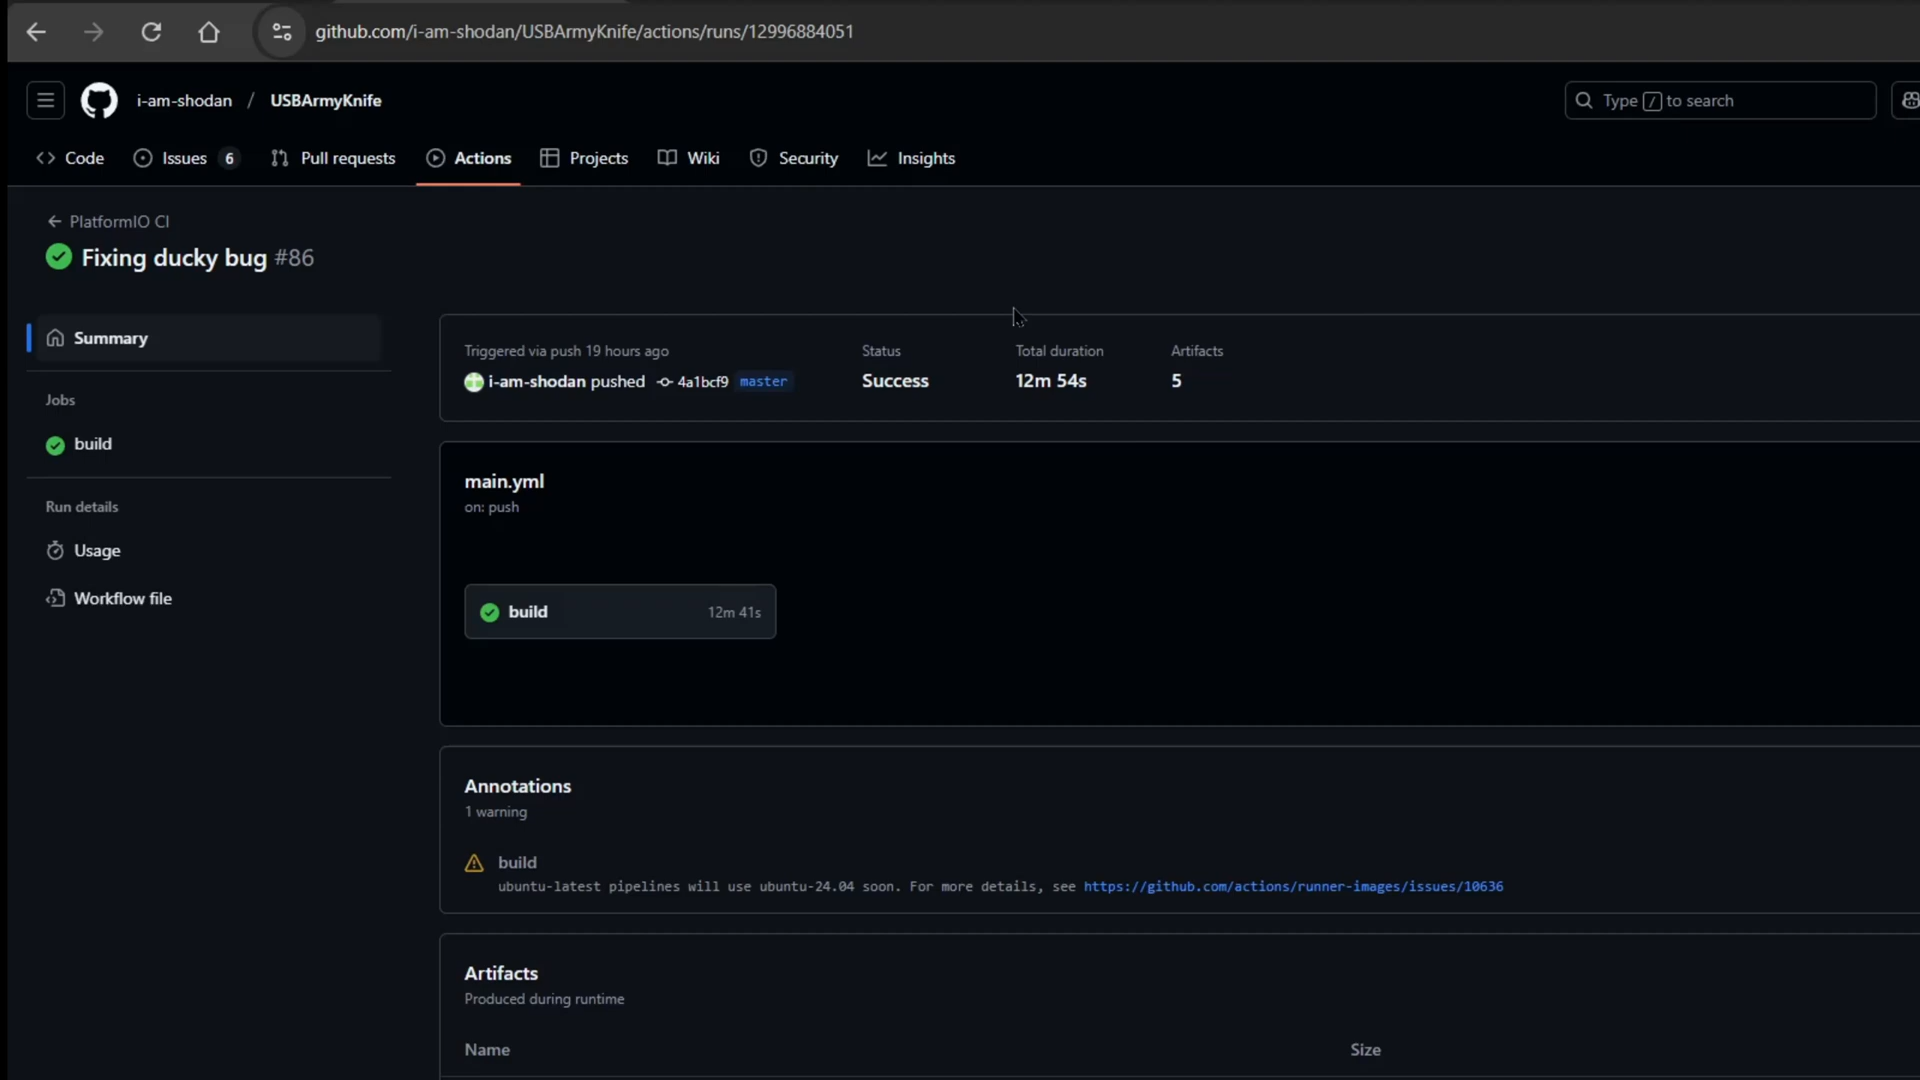 github.com/i-am-shodan/USBArmyKnife/actions/runs/12996884051
i-am-shodan / USBArmyKnife
Type / to search
Code Issues 6 Pull requests Actions Projects Wiki Security Insights
← PlatformIO CI
Fixing ducky bug #86
Summary
Jobs
build
Run details
Usage
Workflow file
Triggered via push 19 hours ago
i-am-shodan pushed 4a1bcf9 master
Status
Success
Total duration
12m 54s
Artifacts
5
main.yml
on: push
build 12m 41s
Annotations
1 warning
build
ubuntu-latest pipelines will use ubuntu-24.04 soon. For more details, see https://github.com/actions/runner-images/issues/10636
Artifacts
Produced during runtime
Name Size